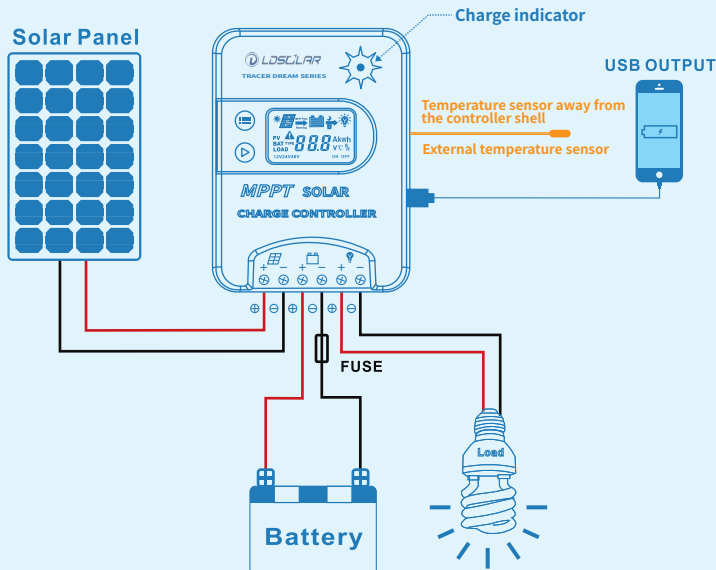 Charge indicator
Solar Panel
LDSOLAR
TRACER DREAM SERIES
USB OUTPUT
Temperature sensor away from
the controller shell
External temperature sensor
PV
BAT TYPE
LOAD
88.8
Akwh
V℃ %
12V24V48V
ON OFF
MPPT SOLAR
CHARGE CONTROLLER
+ − + − + −
⊕ ⊖ ⊕ ⊖ ⊕ ⊖
FUSE
Load
Battery